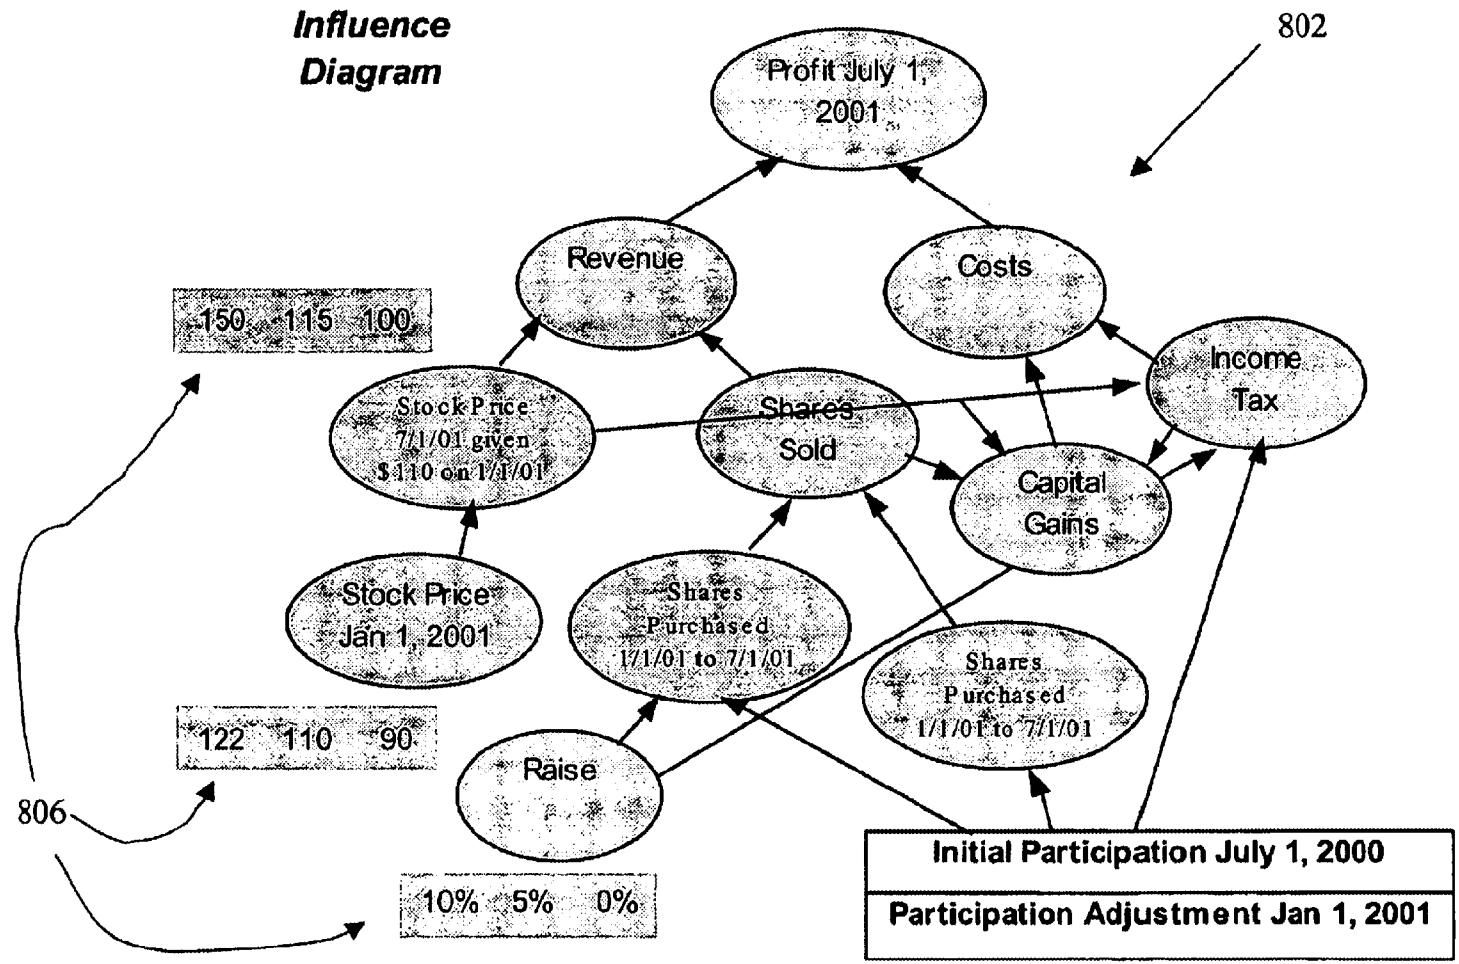 Influence
Diagram
802
Profit July 1,
2001
Revenue
Costs
150 115 100
Income
Tax
Stock Price
7/1/01 given
$110 on 1/1/01
Shares
Sold
Capital
Gains
Stock Price
Jan 1, 2001
Shares
Purchased
1/1/01 to 7/1/01
Shares
Purchased
1/1/01 to 7/1/01
122 110 90
Raise
806
Initial Participation July 1, 2000
10% 5% 0%
Participation Adjustment Jan 1, 2001